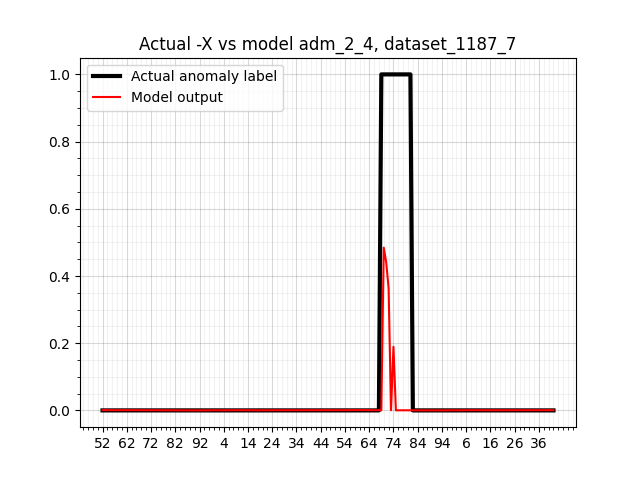 Actual -X vs model adm_2_4, dataset_1187_7
Actual anomaly label
Model output
1.0
0.8
0.6
0.4
0.2
0.0
52 62 72 82 92 4 14 24 34 44 54 64 74 84 94 6 16 26 36